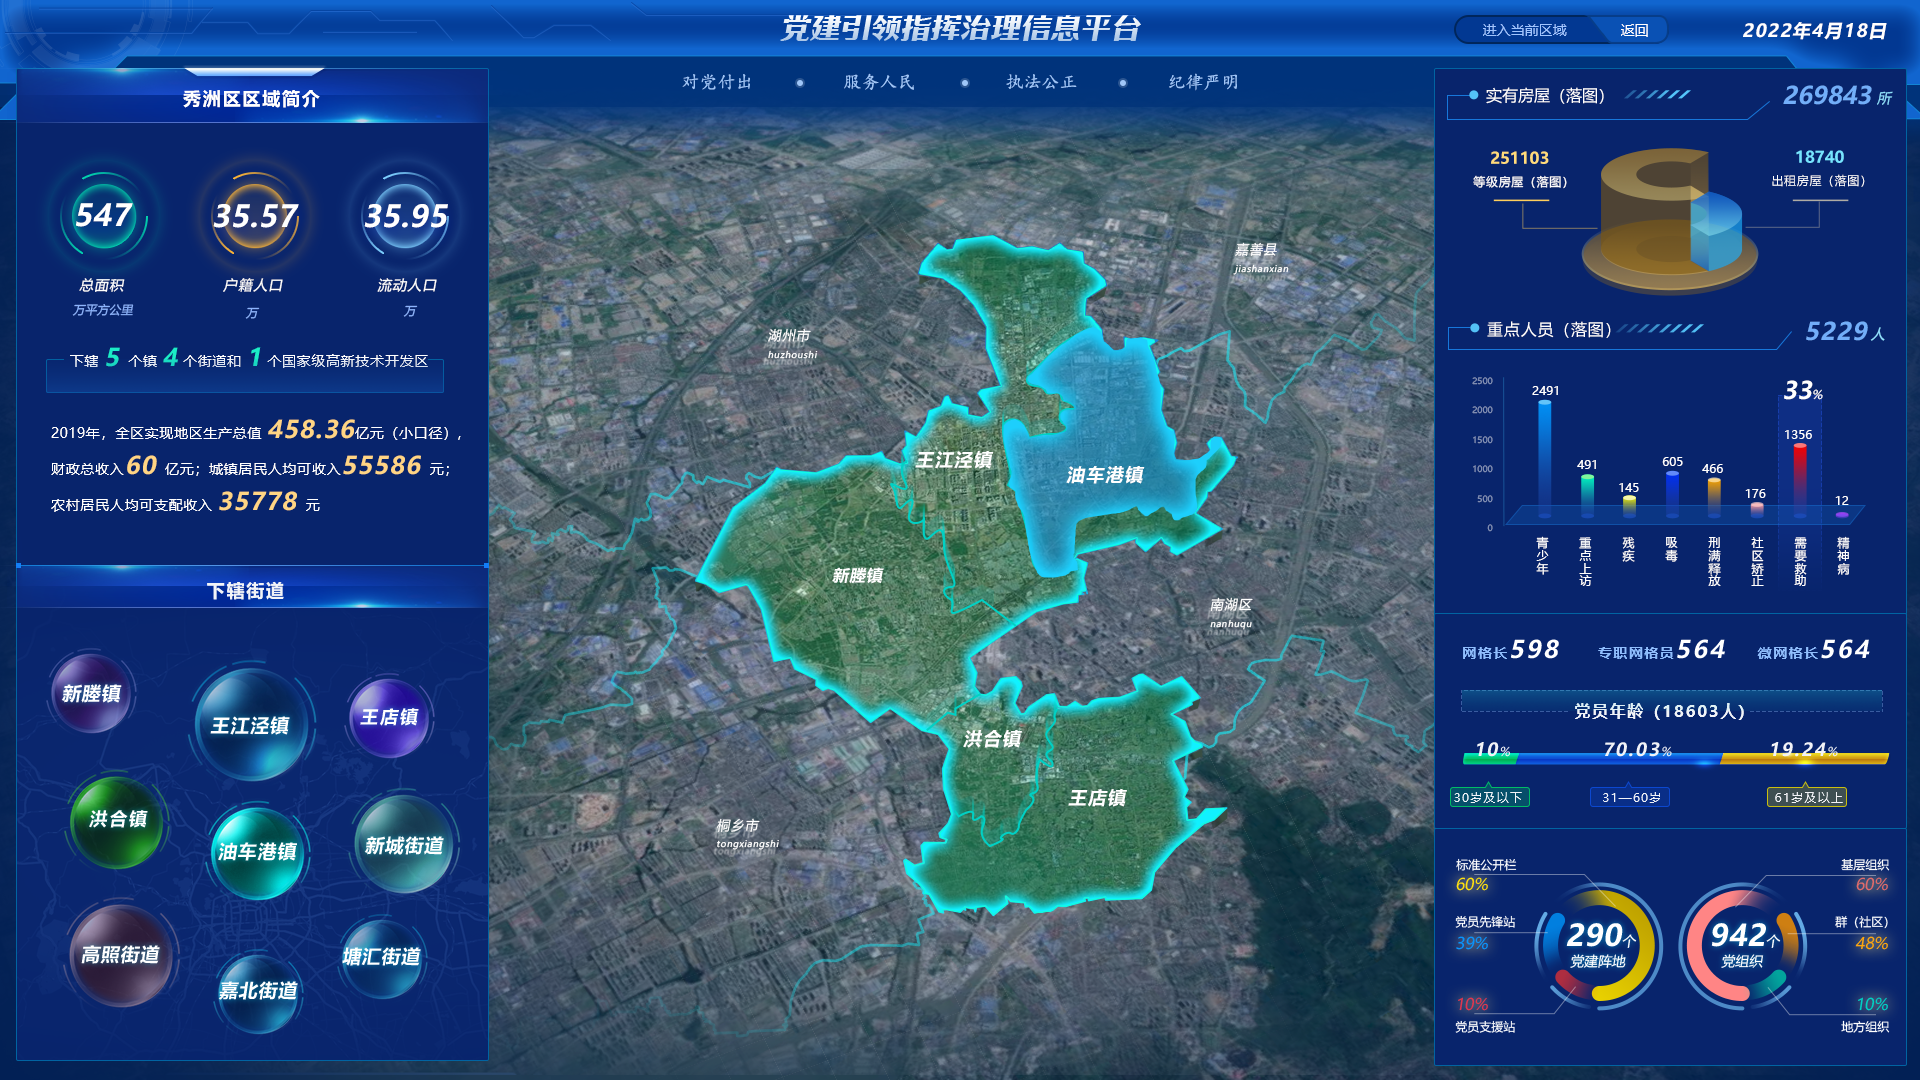 党建引领指挥治理信息平台
进入当前区域 返回
2022年4月18日
对党付出 服务人民 执法公正 纪律严明
秀洲区区域简介
547 35.57 35.95
总面积 户籍人口 流动人口
万平方公里 万 万
下辖 5 个镇 4 个街道和 1 个国家级高新技术开发区
2019年，全区实现地区生产总值 458.36亿元（小口径），
财政总收入60 亿元；城镇居民人均可收入55586 元；
农村居民人均可支配收入 35778 元
下辖街道
新塍镇
王江泾镇
王店镇
洪合镇
油车港镇
新城街道
高照街道
嘉北街道
塘汇街道
嘉善县
jiashanxian
湖州市
huzhoushi
王江泾镇
油车港镇
新塍镇
南湖区
nanhuqu
洪合镇
王店镇
桐乡市
tongxiangshi
实有房屋（落图）
269843 所
251103
等级房屋（落图）
18740
出租房屋（落图）
重点人员（落图）
5229 人
33%
2500
2000
1500
1000
500
0
2491
491
145
605
466
176
1356
12
青少年
重点上访
残疾
吸毒
刑满释放
社区矫正
需要救助
精神病
网格长598 专职网格员564 微网格长564
党员年龄（18603人）
10% 70.03% 19.24%
30岁及以下 31—60岁 61岁及以上
标准公开栏
60%
党员先锋站
39%
10%
党员支援站
290个
党建阵地
942个
党组织
基层组织
60%
群（社区）
48%
10%
地方组织